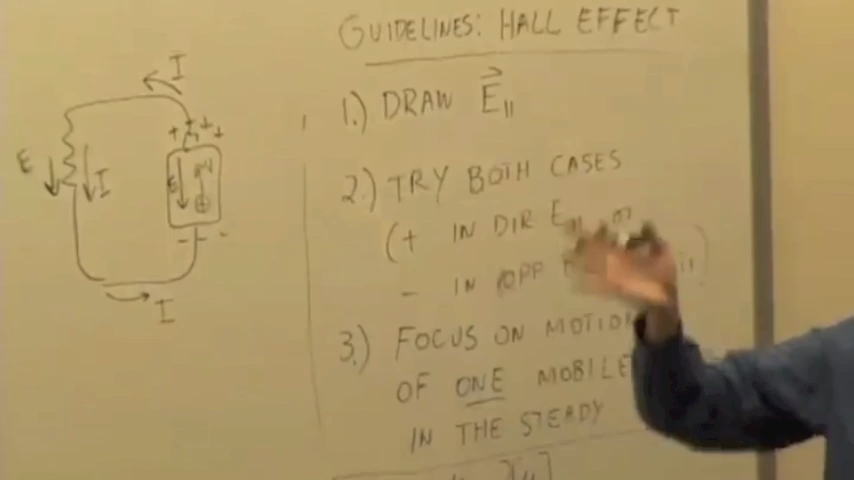 GUIDELINES: HALL EFFECT
1.) DRAW E||
2.) TRY BOTH CASES
(+ IN DIR E|| or
- IN OPP
3.) FOCUS ON MOTION
OF ONE MOBILE
IN THE STEADY
I
+ + + +
E
I
E
- - -
I